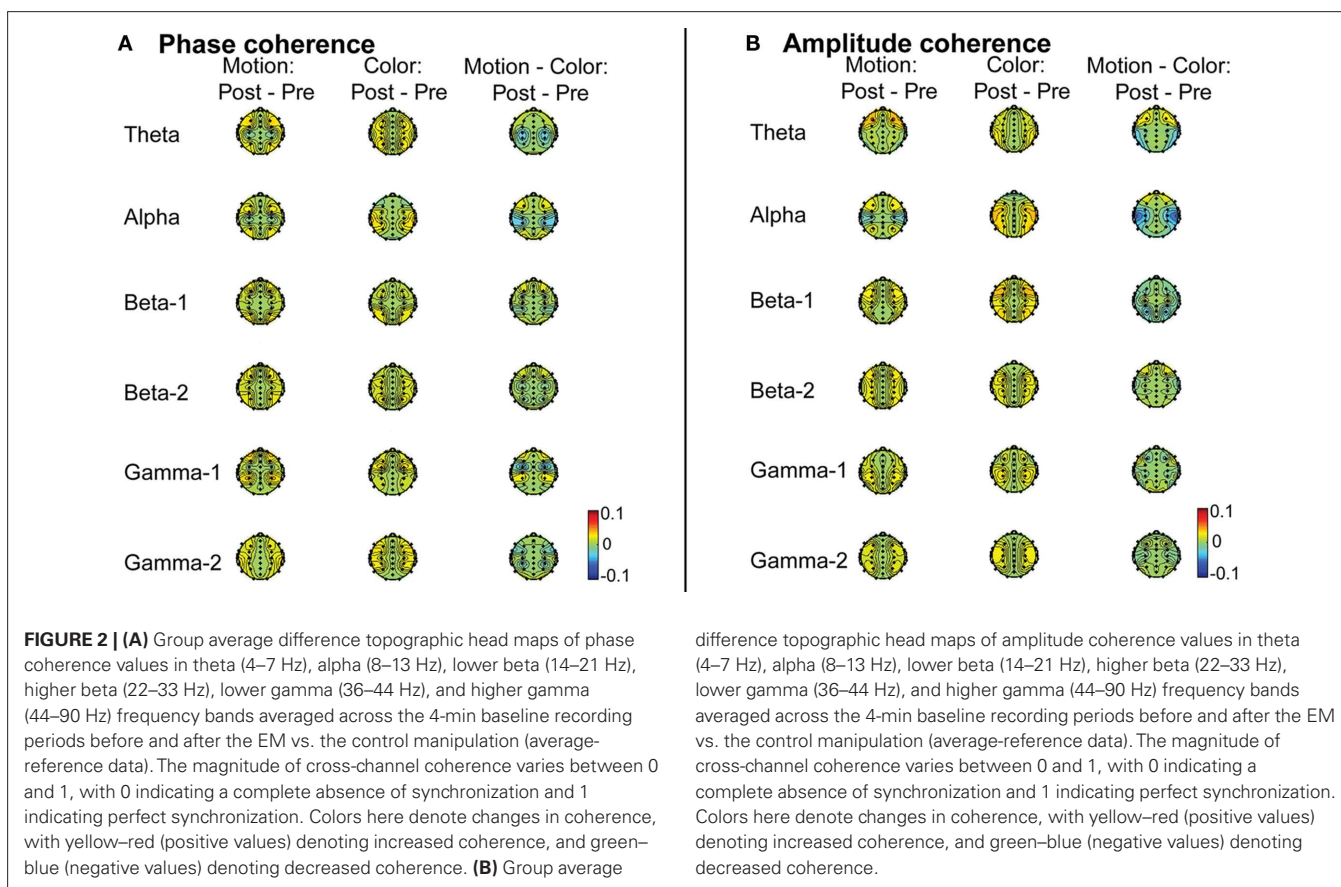 A Phase coherence
Motion: Color: Motion - Color:
Post - Pre Post - Pre Post - Pre
Theta
Alpha
Beta-1
Beta-2
Gamma-1
Gamma-2
0.1
0
-0.1
B Amplitude coherence
Motion: Color: Motion - Color:
Post - Pre Post - Pre Post - Pre
Theta
Alpha
Beta-1
Beta-2
Gamma-1
Gamma-2
0.1
0
-0.1
FIGURE 2 | (A) Group average difference topographic head maps of phase
coherence values in theta (4–7 Hz), alpha (8–13 Hz), lower beta (14–21 Hz),
higher beta (22–33 Hz), lower gamma (36–44 Hz), and higher gamma
(44–90 Hz) frequency bands averaged across the 4-min baseline recording
periods before and after the EM vs. the control manipulation (average-
reference data). The magnitude of cross-channel coherence varies between 0
and 1, with 0 indicating a complete absence of synchronization and 1
indicating perfect synchronization. Colors here denote changes in coherence,
with yellow–red (positive values) denoting increased coherence, and green–
blue (negative values) denoting decreased coherence. (B) Group average
difference topographic head maps of amplitude coherence values in theta
(4–7 Hz), alpha (8–13 Hz), lower beta (14–21 Hz), higher beta (22–33 Hz),
lower gamma (36–44 Hz), and higher gamma (44–90 Hz) frequency bands
averaged across the 4-min baseline recording periods before and after the EM
vs. the control manipulation (average-reference data). The magnitude of
cross-channel coherence varies between 0 and 1, with 0 indicating a
complete absence of synchronization and 1 indicating perfect synchronization.
Colors here denote changes in coherence, with yellow–red (positive values)
denoting increased coherence, and green–blue (negative values) denoting
decreased coherence.